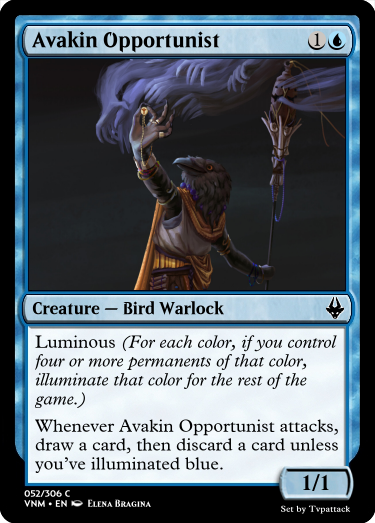 Avakin Opportunist 1
Creature — Bird Warlock
Luminous (For each color, if you control
four or more permanents of that color,
illuminate that color for the rest of the
game.)
Whenever Avakin Opportunist attacks,
draw a card, then discard a card unless
you've illuminated blue.
1/1
052/306 C
VNM • EN Elena Bragina
Set by Tvpattack